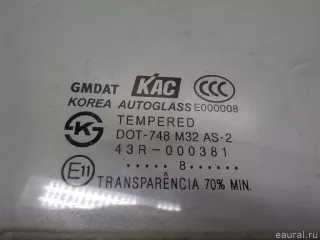 GMDAT KAC CCC
KOREA AUTOGLASS E000008
TEMPERED
DOT-748 M32 AS-2
43R-000381
..... 8......
E11 TRANSPARÊNCIA 70% MIN.
© eaural.ru